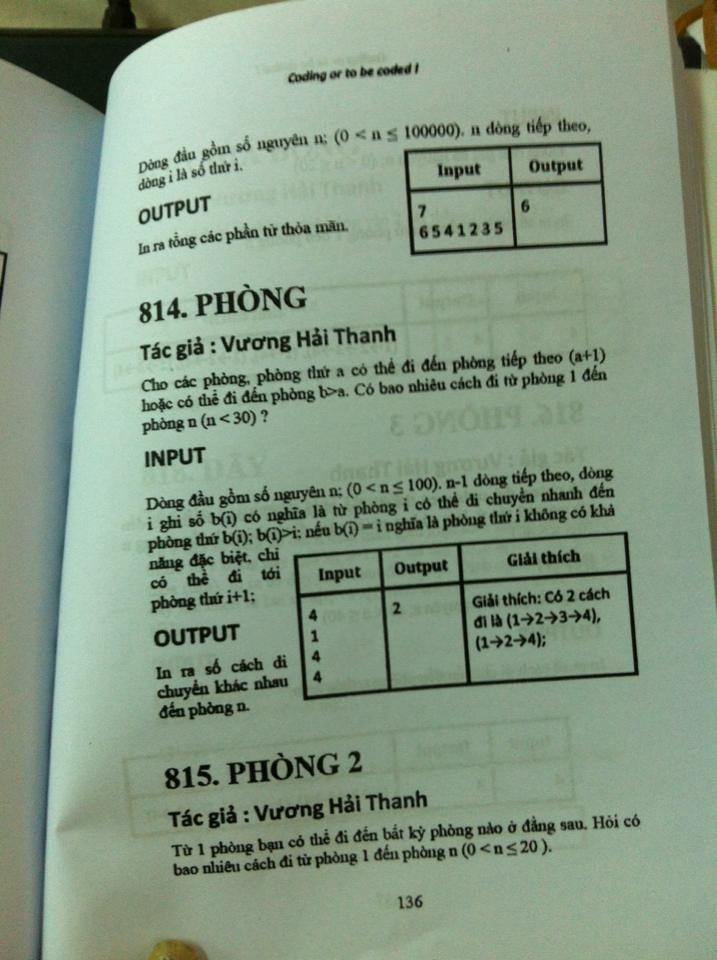 Coding or to be coded !
Dòng đầu gồm số nguyên n; (0 < n ≤ 100000). n dòng tiếp theo,
dòng i là số thứ i.
OUTPUT
In ra tổng các phần tử thỏa mãn.
Input Output
7 6
6 5 4 1 2 3 5
814. PHÒNG
Tác giả : Vương Hải Thanh
Cho các phòng, phòng thứ a có thể đi đến phòng tiếp theo (a+1)
hoặc có thể đi đến phòng b>a. Có bao nhiêu cách đi từ phòng 1 đến
phòng n (n < 30) ?
INPUT
Dòng đầu gồm số nguyên n; (0 < n ≤ 100). n-1 dòng tiếp theo, dòng
i ghi số b(i) có nghĩa là từ phòng i có thể di chuyển nhanh đến
phòng thứ b(i); b(i)>i; nếu b(i) = i nghĩa là phòng thứ i không có khả
năng đặc biệt, chỉ
có thể đi tới
phòng thứ i+1;
OUTPUT
In ra số cách di
chuyển khác nhau
đến phòng n.
Input Output Giải thích
4 2 Giải thích: Có 2 cách
1 đi là (1→2→3→4),
4 (1→2→4);
4
815. PHÒNG 2
Tác giả : Vương Hải Thanh
Từ 1 phòng bạn có thể đi đến bất kỳ phòng nào ở đằng sau. Hỏi có
bao nhiêu cách đi từ phòng 1 đến phòng n (0 < n ≤ 20 ).
136